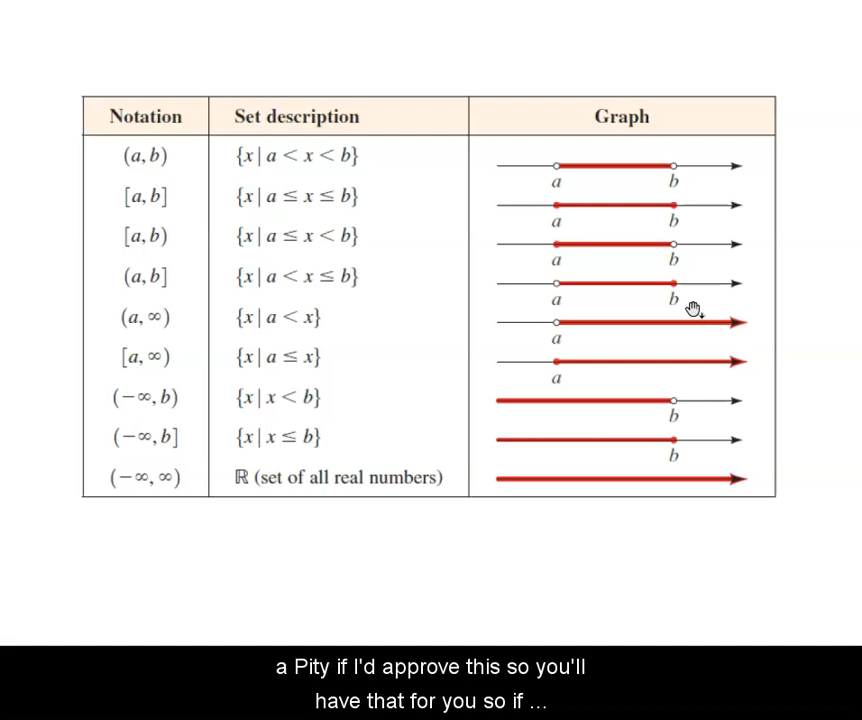 Notation Set description Graph
(a, b) {x | a < x < b}
a b
[a, b] {x | a ≤ x ≤ b}
a b
[a, b) {x | a ≤ x < b}
a b
(a, b] {x | a < x ≤ b}
a b
(a, ∞) {x | a < x}
a
[a, ∞) {x | a ≤ x}
a
(−∞, b) {x | x < b}
b
(−∞, b] {x | x ≤ b}
b
(−∞, ∞) ℝ (set of all real numbers)
a Pity if I'd approve this so you'll
have that for you so if ...